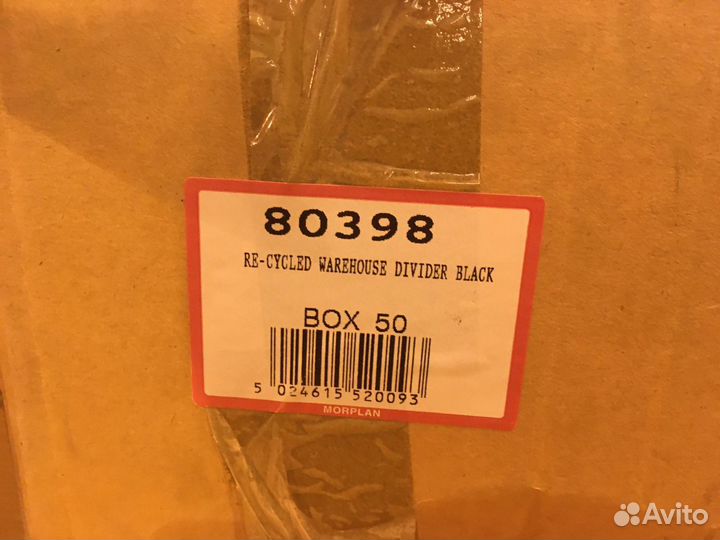 80398
RE-CYCLED WAREHOUSE DIVIDER BLACK
BOX 50
5 024615 520093
MORPLAN
Avito